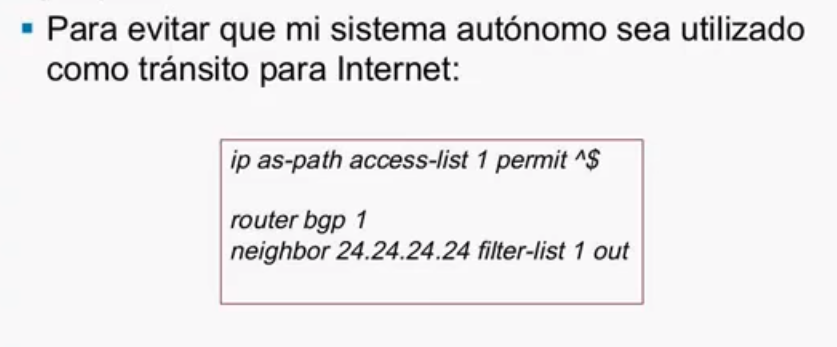 Para evitar que mi sistema autónomo sea utilizado
como tránsito para Internet:
ip as-path access-list 1 permit ^$
router bgp 1
neighbor 24.24.24.24 filter-list 1 out